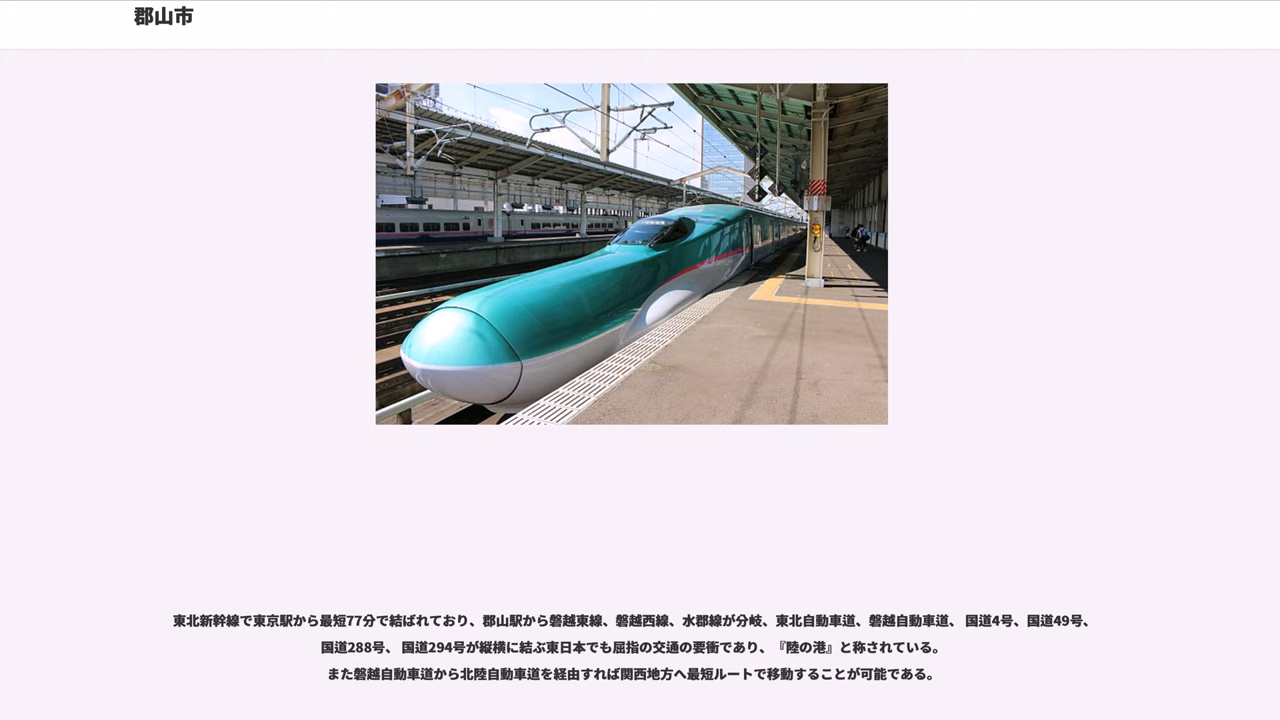 郡山市
東北新幹線で東京駅から最短77分で結ばれており、郡山駅から磐越東線、磐越西線、水郡線が分岐、東北自動車道、磐越自動車道、 国道4号、国道49号、
国道288号、 国道294号が縦横に結ぶ東日本でも屈指の交通の要衝であり、『陸の港』と称されている。
また磐越自動車道から北陸自動車道を経由すれば関西地方へ最短ルートで移動することが可能である。